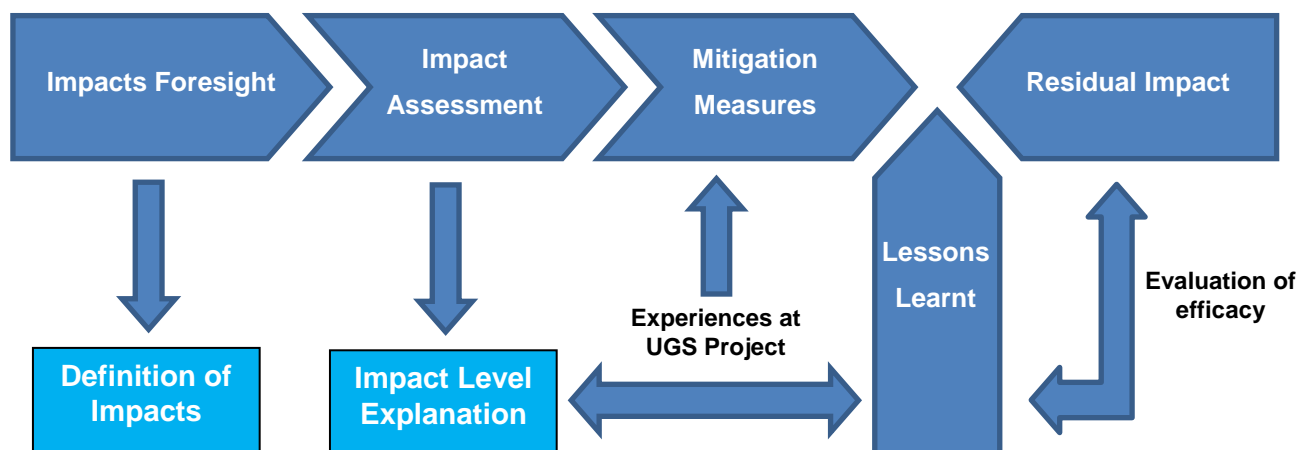 Impacts Foresight
Impact
Assessment
Mitigation
Measures
Residual Impact
Lessons
Learnt
Evaluation of
efficacy
Experiences at
UGS Project
Definition of
Impacts
Impact Level
Explanation